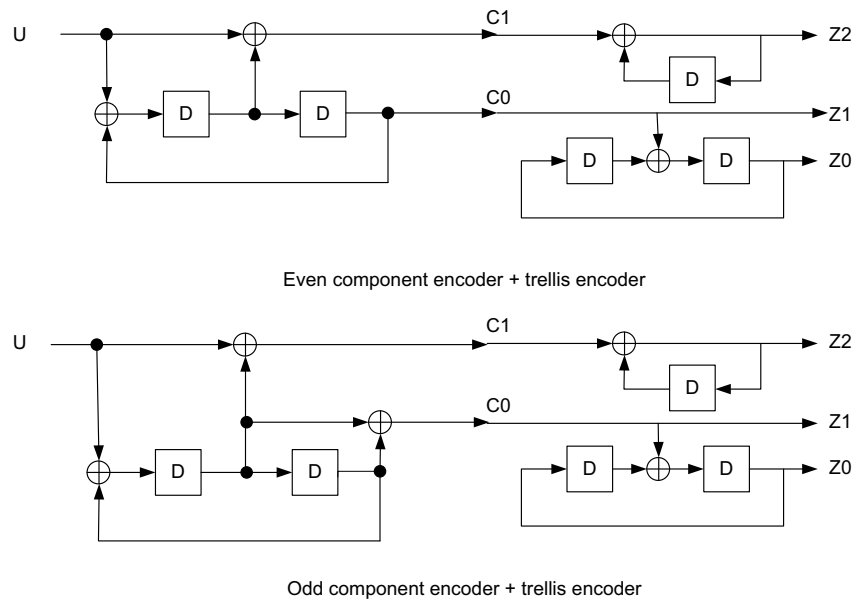 U
C1
Z2
D
D
D
C0
Z1
D
D
Z0
Even component encoder + trellis encoder
U
C1
Z2
D
C0
Z1
D
D
D
D
Z0
Odd component encoder + trellis encoder